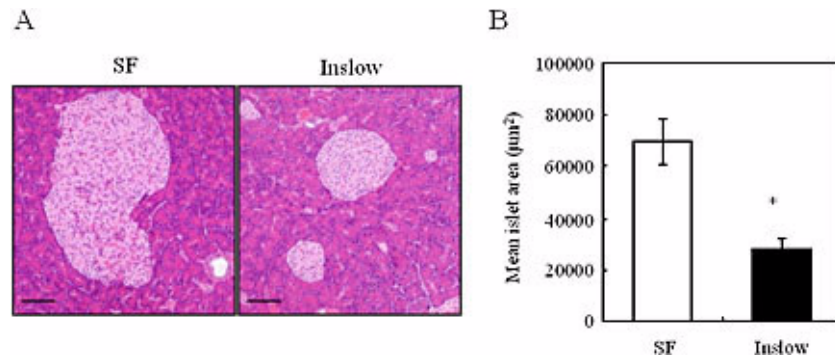 A
SF
Inslow
B
Mean islet area (μm²)
100000
80000
60000
40000
20000
0
*
SF
Inslow